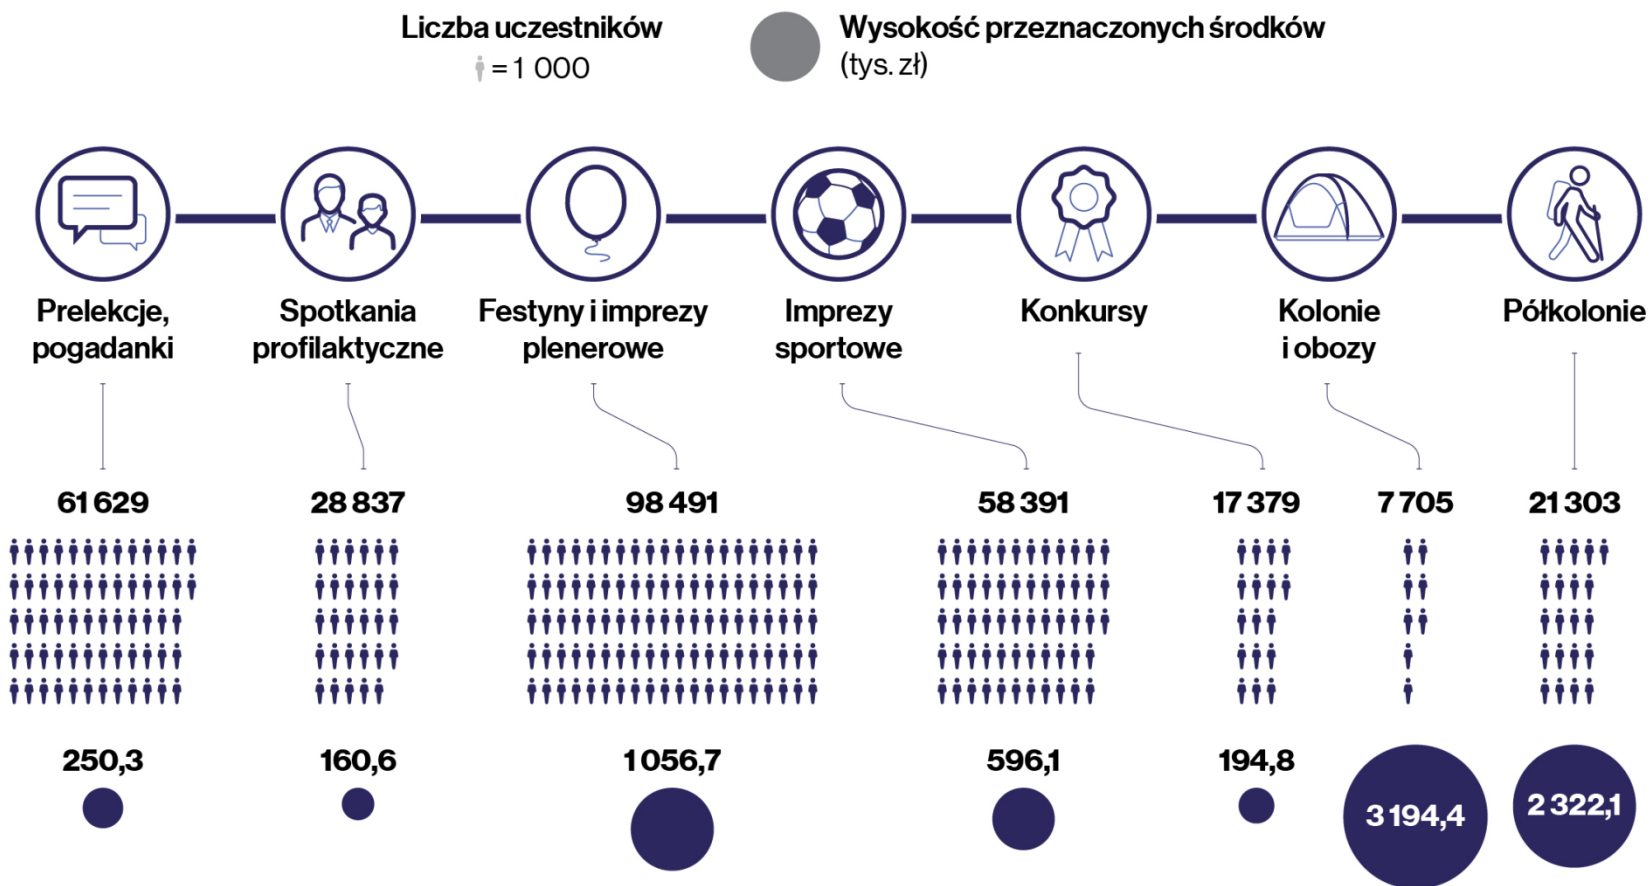 Liczba uczestników
= 1 000
Wysokość przeznaczonych środków
(tys. zł)
Prelekcje,
pogadanki
Spotkania
profilaktyczne
Festyny i imprezy
plenerowe
Imprezy
sportowe
Konkursy
Kolonie
i obozy
Półkolonie
61 629
28 837
98 491
58 391
17 379
7 705
21 303
250,3
160,6
1 056,7
596,1
194,8
3 194,4
2 322,1